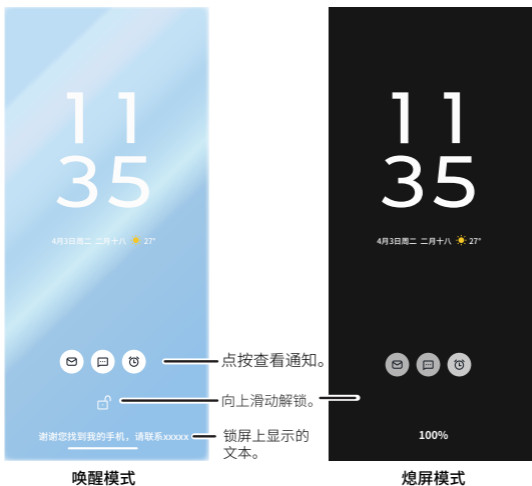 11
35
4月3日周二 二月十八 27°
谢谢您找到我的手机，请联系xxxxx
唤醒模式
点按查看通知。
向上滑动解锁。
锁屏上显示的
文本。
11
35
4月3日周二 二月十八 27°
100%
熄屏模式